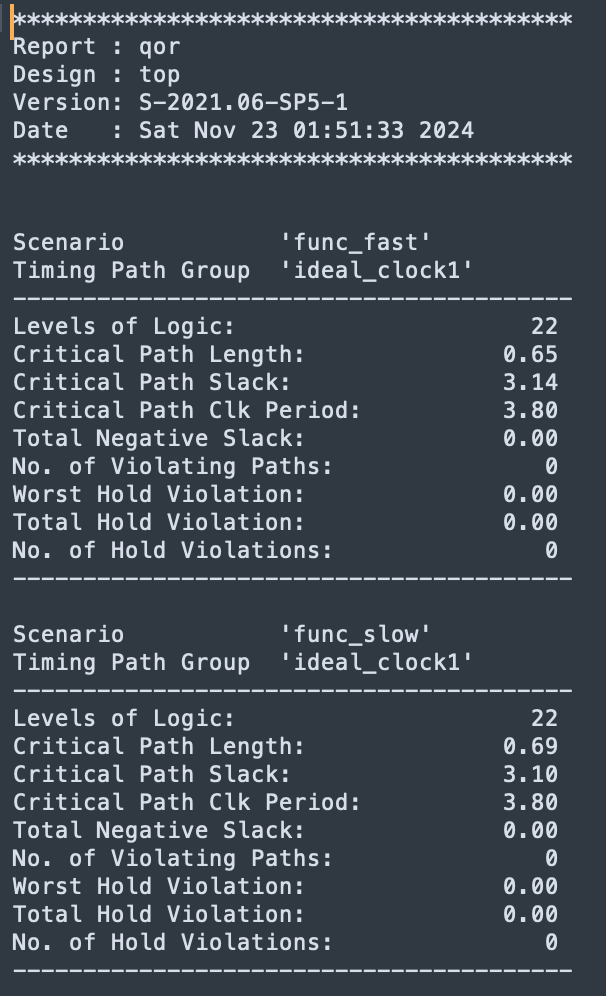 ****************************************
Report : qor
Design : top
Version: S-2021.06-SP5-1
Date   : Sat Nov 23 01:51:33 2024
****************************************
Scenario           'func_fast'
Timing Path Group  'ideal_clock1'
----------------------------------------
Levels of Logic:                     22
Critical Path Length:              0.65
Critical Path Slack:               3.14
Critical Path Clk Period:          3.80
Total Negative Slack:              0.00
No. of Violating Paths:               0
Worst Hold Violation:              0.00
Total Hold Violation:              0.00
No. of Hold Violations:               0
----------------------------------------
Scenario           'func_slow'
Timing Path Group  'ideal_clock1'
----------------------------------------
Levels of Logic:                     22
Critical Path Length:              0.69
Critical Path Slack:               3.10
Critical Path Clk Period:          3.80
Total Negative Slack:              0.00
No. of Violating Paths:               0
Worst Hold Violation:              0.00
Total Hold Violation:              0.00
No. of Hold Violations:               0
----------------------------------------